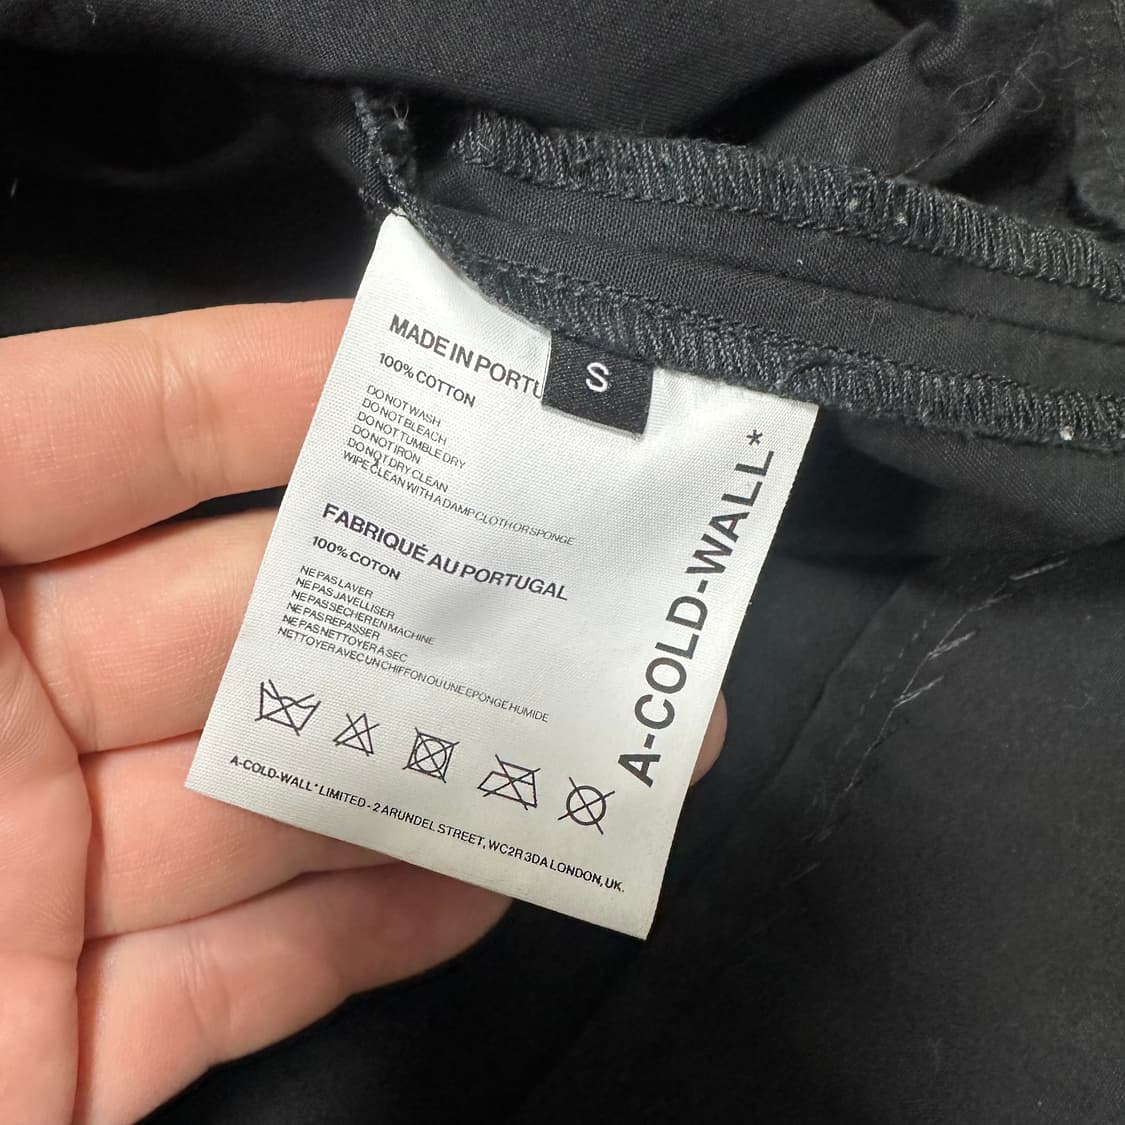 MADE IN PORTU
S
100% COTTON
DO NOT WASH
DO NOT BLEACH
DO NOT TUMBLE DRY
DO NOT IRON
DO NOT DRY CLEAN
WIPE CLEAN WITH A DAMP CLOTH OR SPONGE
FABRIQUÉ AU PORTUGAL
100% COTON
NE PAS LAVER
NE PAS JAVELLISER
NE PAS SÉCHER EN MACHINE
NE PAS REPASSER
NE PAS NETTOYER À SEC
NETTOYER AVEC UN CHIFFON OU UNE ÉPONGE HUMIDE
A-COLD-WALL*
A-COLD-WALL* LIMITED - 2 ARUNDEL STREET, WC2R 3DA LONDON, UK.